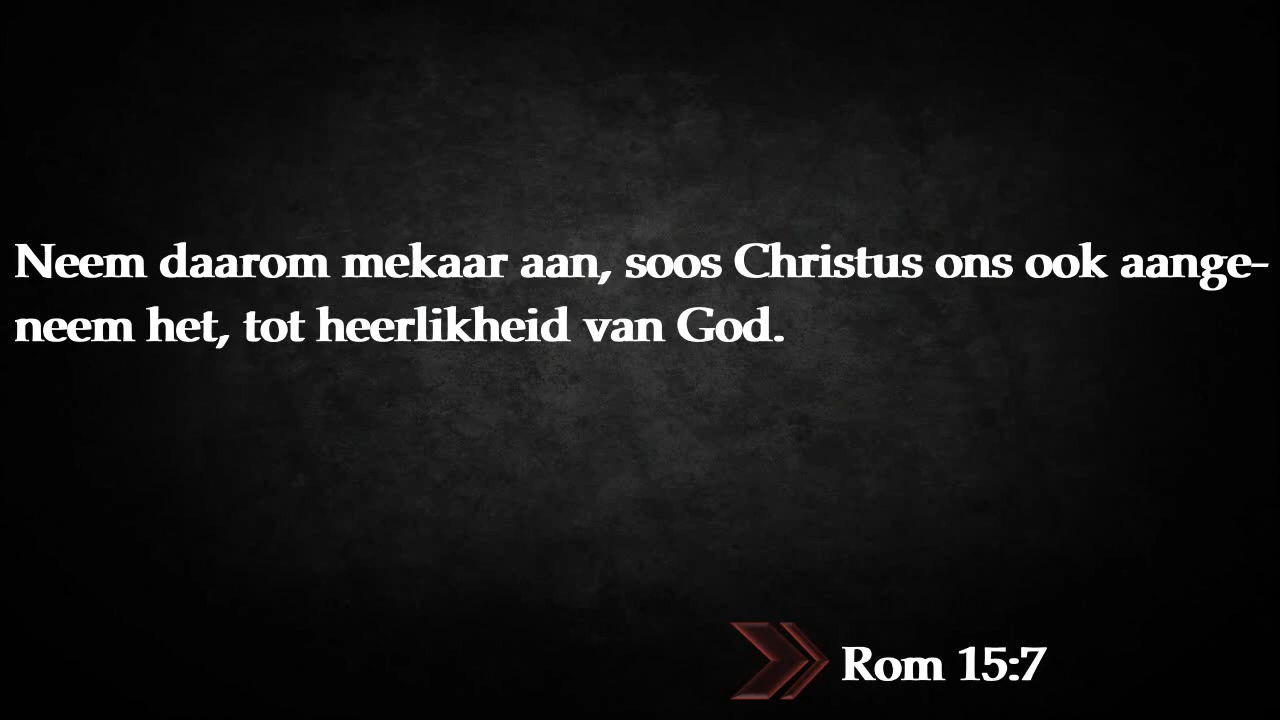 Neem daarom mekaar aan, soos Christus ons ook aange-
neem het, tot heerlikheid van God.
Rom 15:7